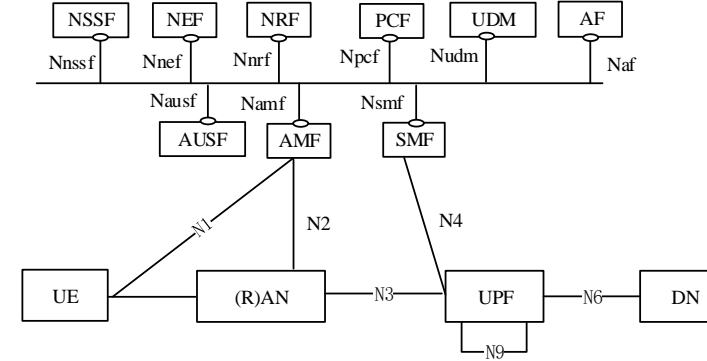 NSSF NEF NRF PCF UDM AF
Nnssf Nnef Nnrf Npcf Nudm Naf
Nausf Namf Nsmf
AUSF AMF SMF
N1 N2 N4
UE (R)AN N3 UPF N6 DN
N9